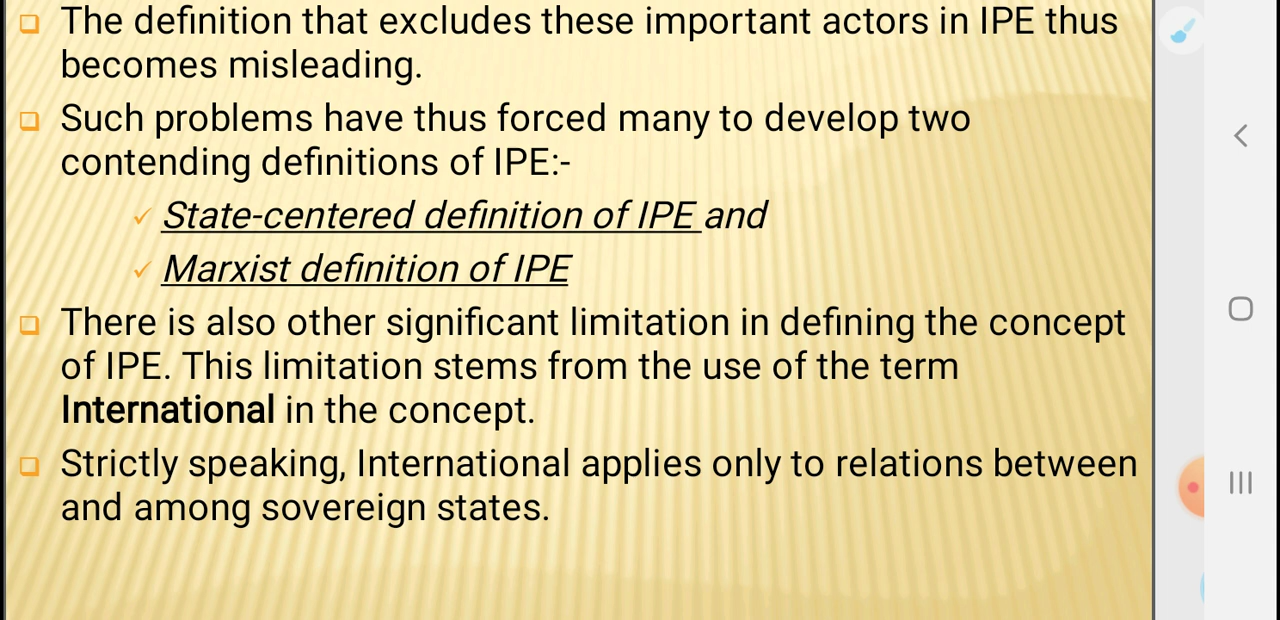 The definition that excludes these important actors in IPE thus
becomes misleading.
Such problems have thus forced many to develop two
contending definitions of IPE:-
State-centered definition of IPE and
Marxist definition of IPE
There is also other significant limitation in defining the concept
of IPE. This limitation stems from the use of the term
International in the concept.
Strictly speaking, International applies only to relations between
and among sovereign states.